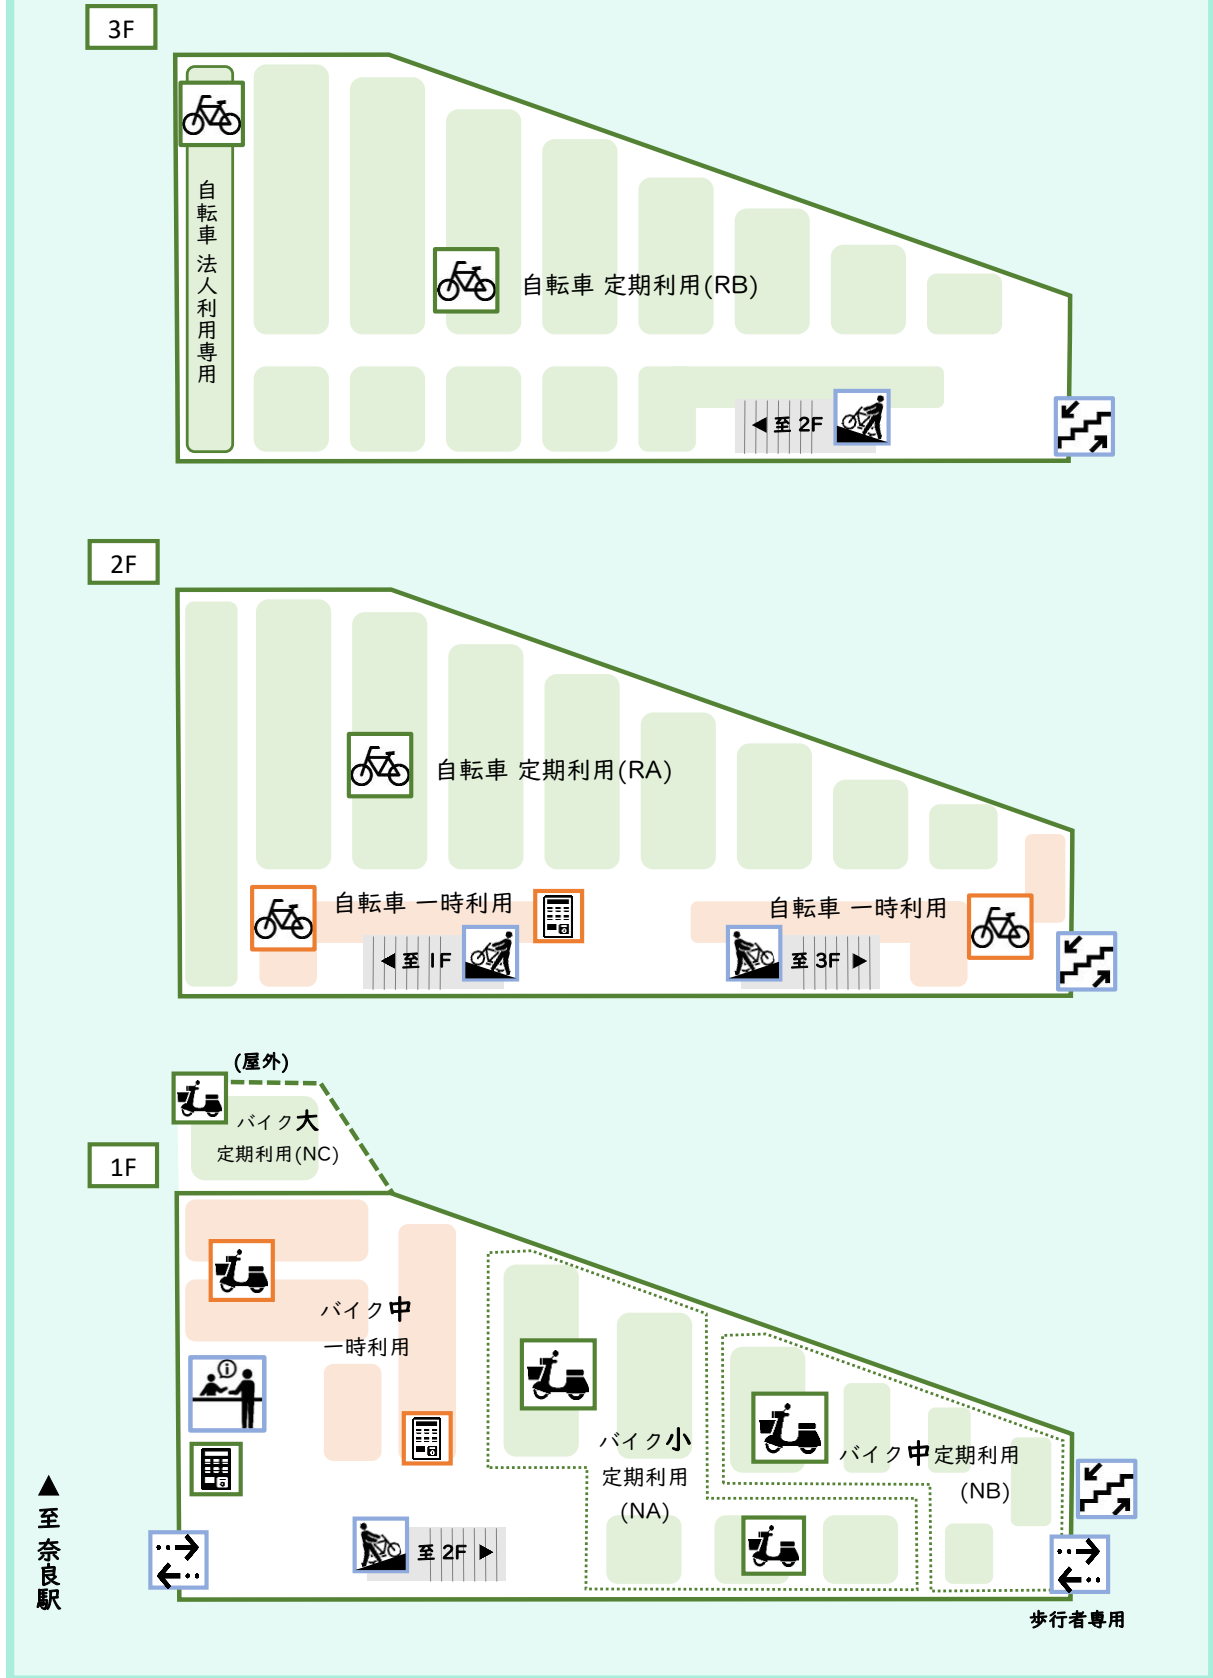 3F
自転車 法人利用専用
自転車 定期利用(RB)
◀ 至 2F
2F
自転車 定期利用(RA)
自転車 一時利用
自転車 一時利用
◀ 至 1F
至 3F ▶
(屋外)
バイク大
定期利用(NC)
1F
バイク中
一時利用
バイク小
定期利用
(NA)
バイク中定期利用
(NB)
▲至奈良駅
至 2F ▶
歩行者専用